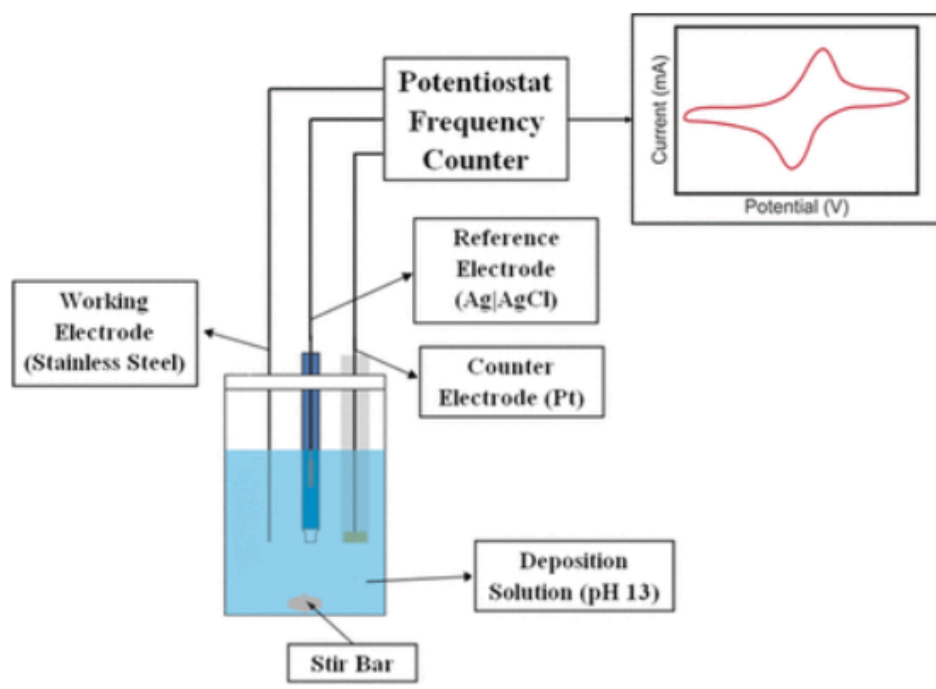 Potentiostat
Frequency
Counter
Current (mA)
Potential (V)
Reference
Electrode
(Ag|AgCl)
Working
Electrode
(Stainless Steel)
Counter
Electrode (Pt)
Deposition
Solution (pH 13)
Stir Bar